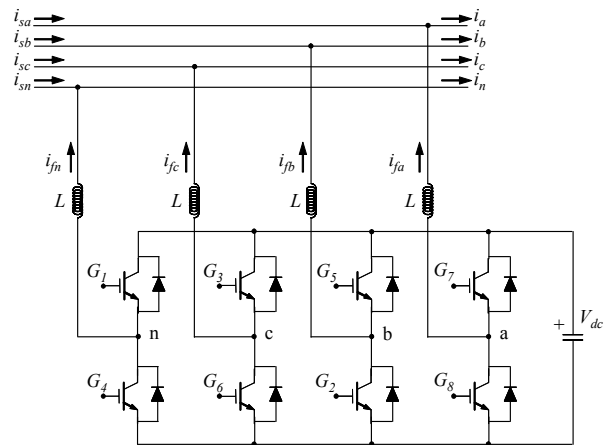 i_sa i_a
i_sb i_b
i_sc i_c
i_sn i_n
i_fn i_fc i_fb i_fa
L L L L
G_1 G_3 G_5 G_7
+ V_dc
n c b a
G_4 G_6 G_2 G_8